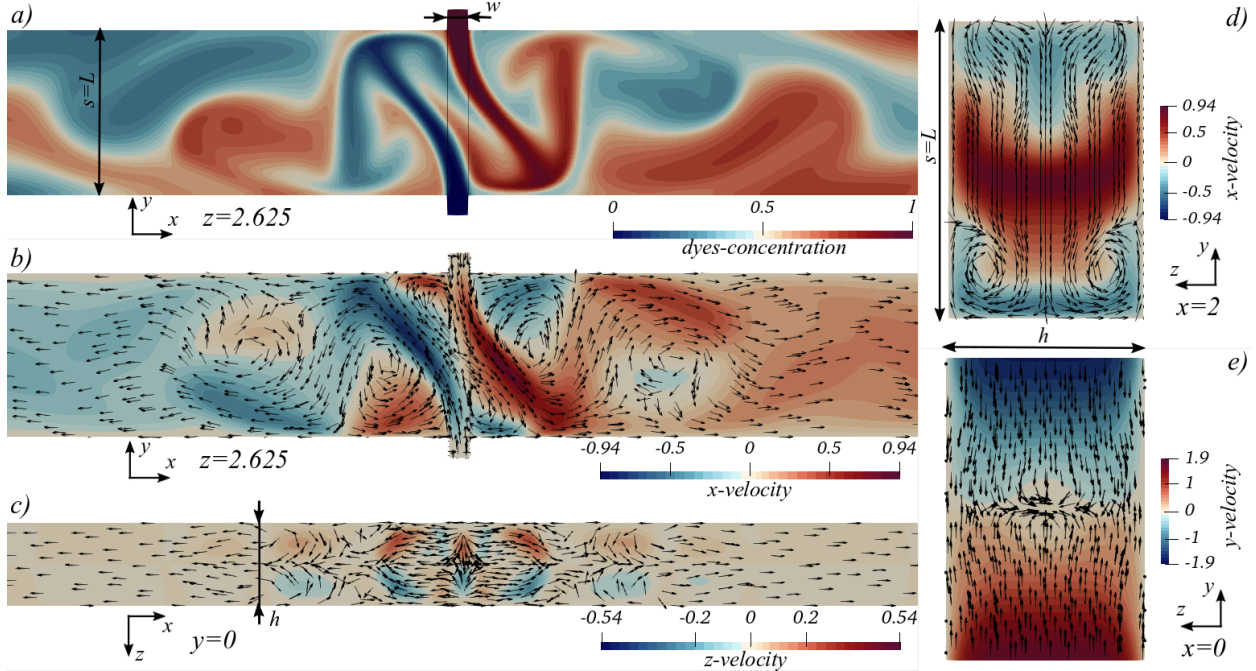 a)
w
s=L
y
x
z=2.625
0
0.5
1
dyes-concentration
b)
y
x
z=2.625
-0.94
-0.5
0
0.5
0.94
x-velocity
c)
x
z
y=0
h
-0.54
-0.2
0
0.2
0.54
z-velocity
d)
s=L
0.94
0.5
0
-0.5
-0.94
x-velocity
y
z
x=2
h
e)
1.9
1
0
-1
-1.9
y-velocity
y
z
x=0